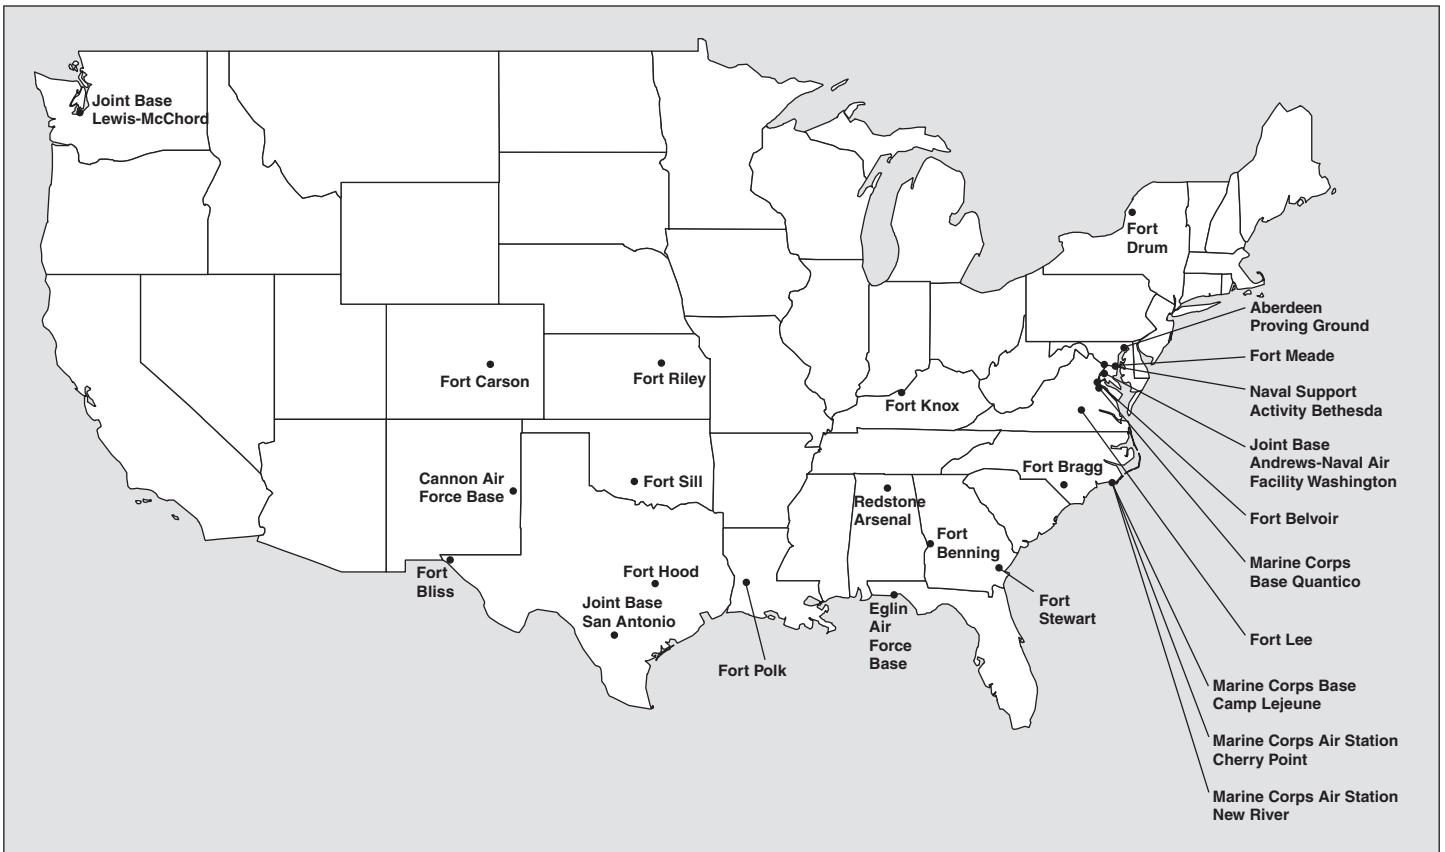 Joint Base
Lewis-McChord
Fort
Drum
Aberdeen
Proving Ground
Fort Meade
Naval Support
Activity Bethesda
Joint Base
Andrews-Naval Air
Facility Washington
Fort Belvoir
Marine Corps
Base Quantico
Fort Lee
Marine Corps Base
Camp Lejeune
Marine Corps Air Station
Cherry Point
Marine Corps Air Station
New River
Fort Carson
Fort Riley
Fort Knox
Cannon Air
Force Base
Fort Sill
Fort Bragg
Redstone
Arsenal
Fort
Benning
Fort
Bliss
Fort Hood
Joint Base
San Antonio
Fort Polk
Eglin
Air
Force
Base
Fort
Stewart